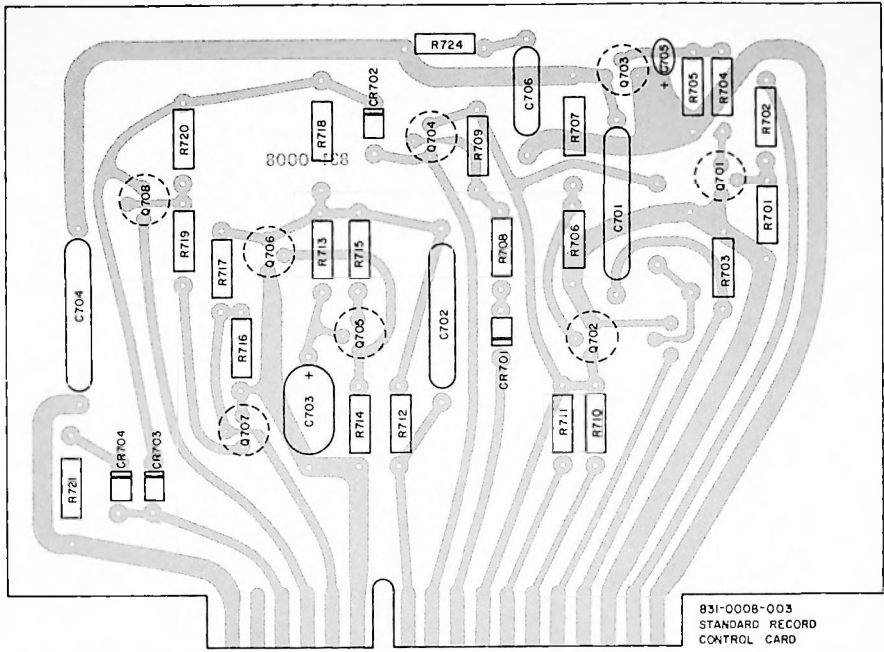 R724
Q703
C705
+
R705
R704
CR702
C706
R702
R720
R718
Q704
R709
R707
831 0008
Q701
Q708
R701
R719
R717
Q706
R713
R715
R708
R706
C701
R703
C704
R716
Q705
C702
CR701
Q702
+
C703
R714
R712
R711
R710
Q707
CR704
CR703
R721
831-0008-003
STANDARD RECORD
CONTROL CARD